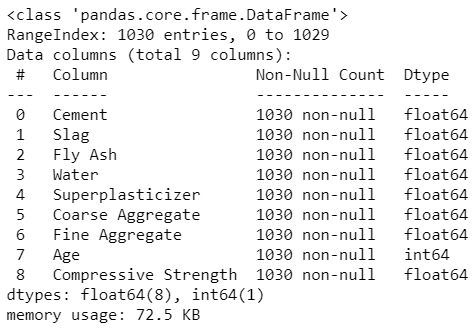 <class 'pandas.core.frame.DataFrame'>
RangeIndex: 1030 entries, 0 to 1029
Data columns (total 9 columns):
 #   Column                Non-Null Count  Dtype
---  ------                --------------  -----
 0   Cement                1030 non-null   float64
 1   Slag                  1030 non-null   float64
 2   Fly Ash               1030 non-null   float64
 3   Water                 1030 non-null   float64
 4   Superplasticizer      1030 non-null   float64
 5   Coarse Aggregate      1030 non-null   float64
 6   Fine Aggregate        1030 non-null   float64
 7   Age                   1030 non-null   int64
 8   Compressive Strength  1030 non-null   float64
dtypes: float64(8), int64(1)
memory usage: 72.5 KB